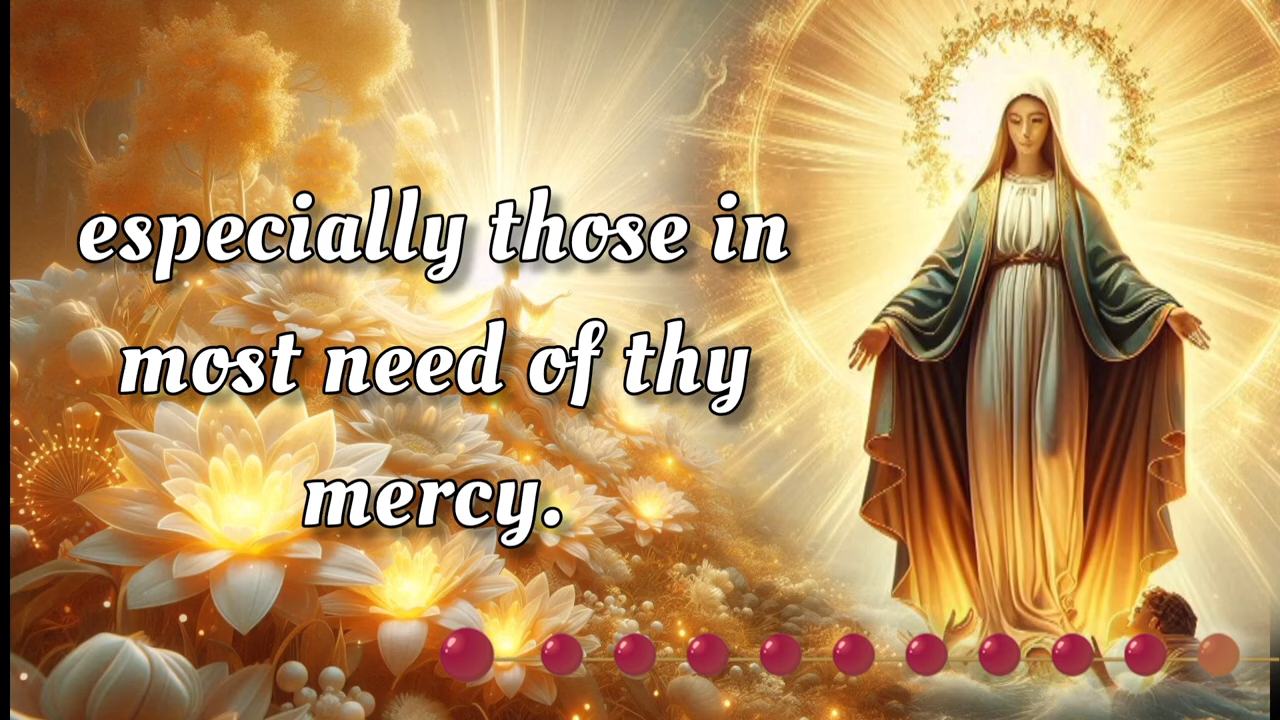 especially those in
most need of thy
mercy.